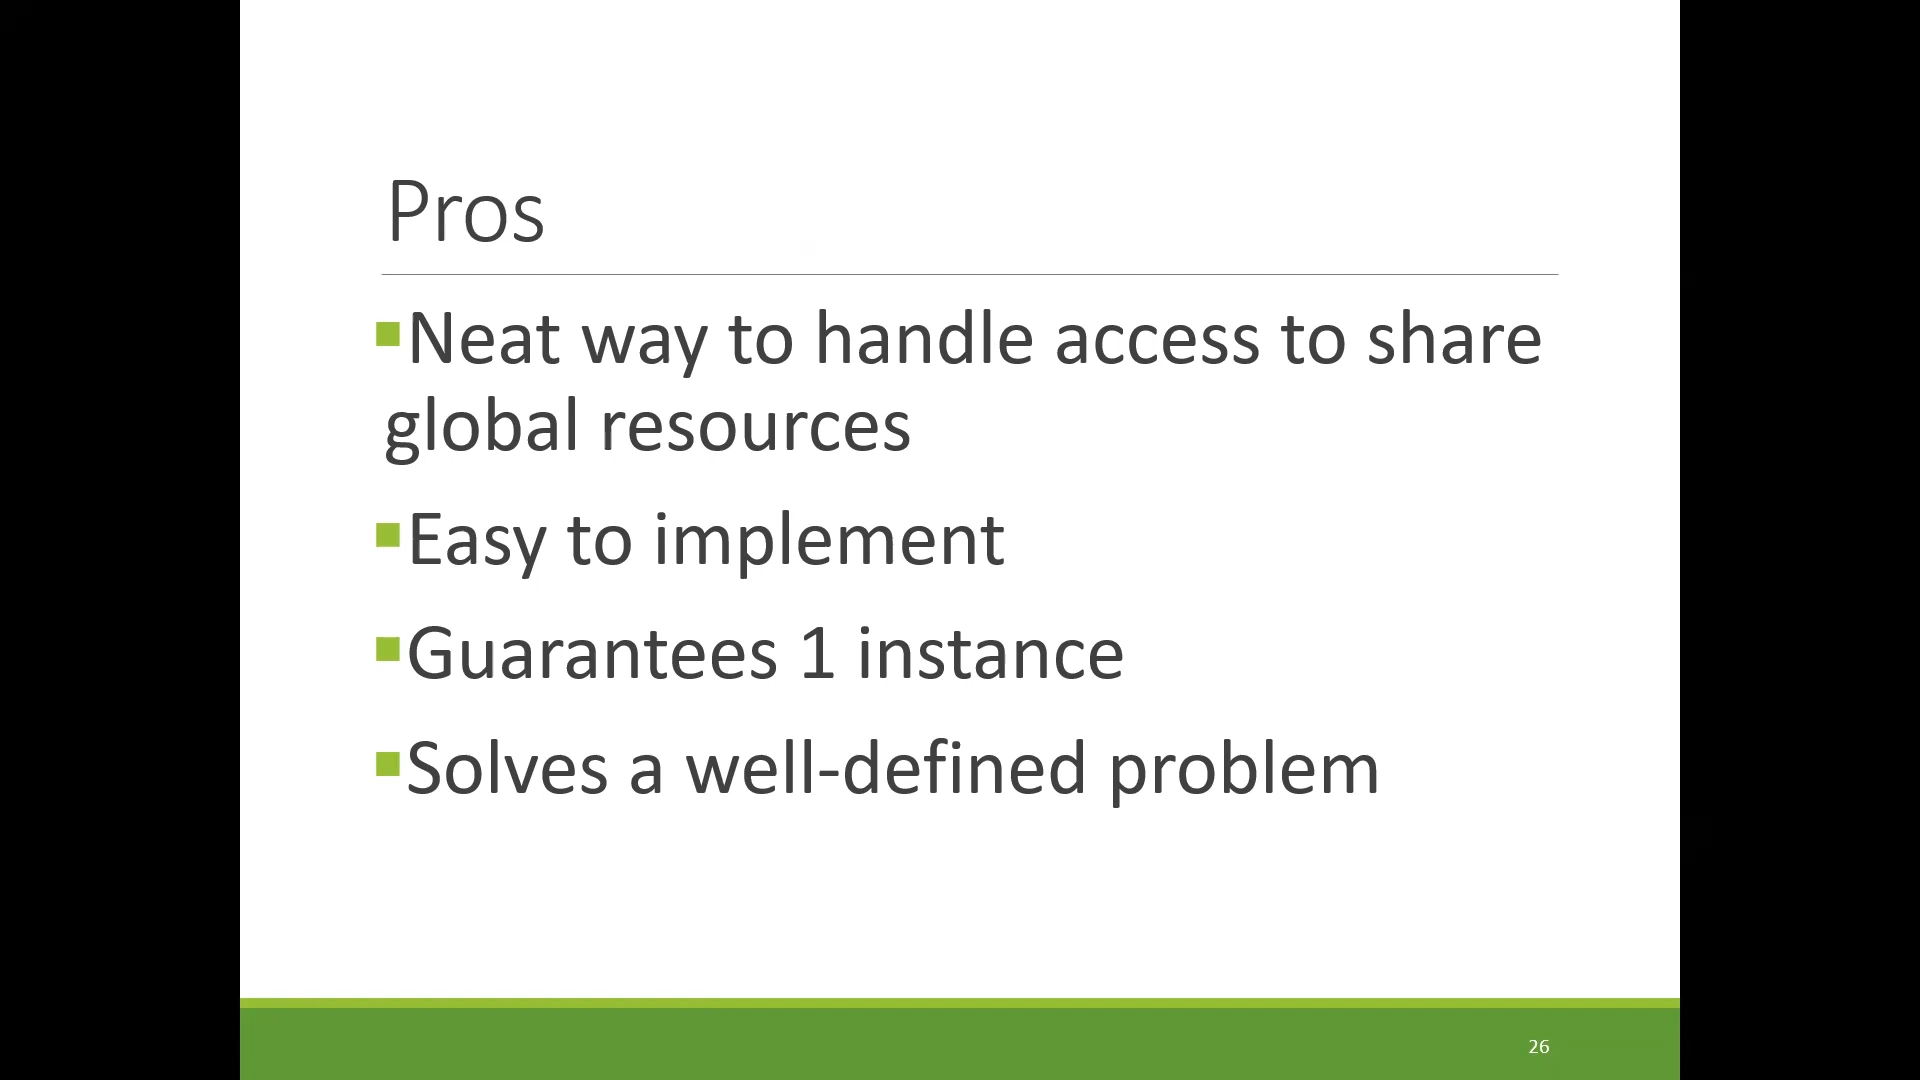 Pros
▪Neat way to handle access to share
global resources
▪Easy to implement
▪Guarantees 1 instance
▪Solves a well-defined problem
26